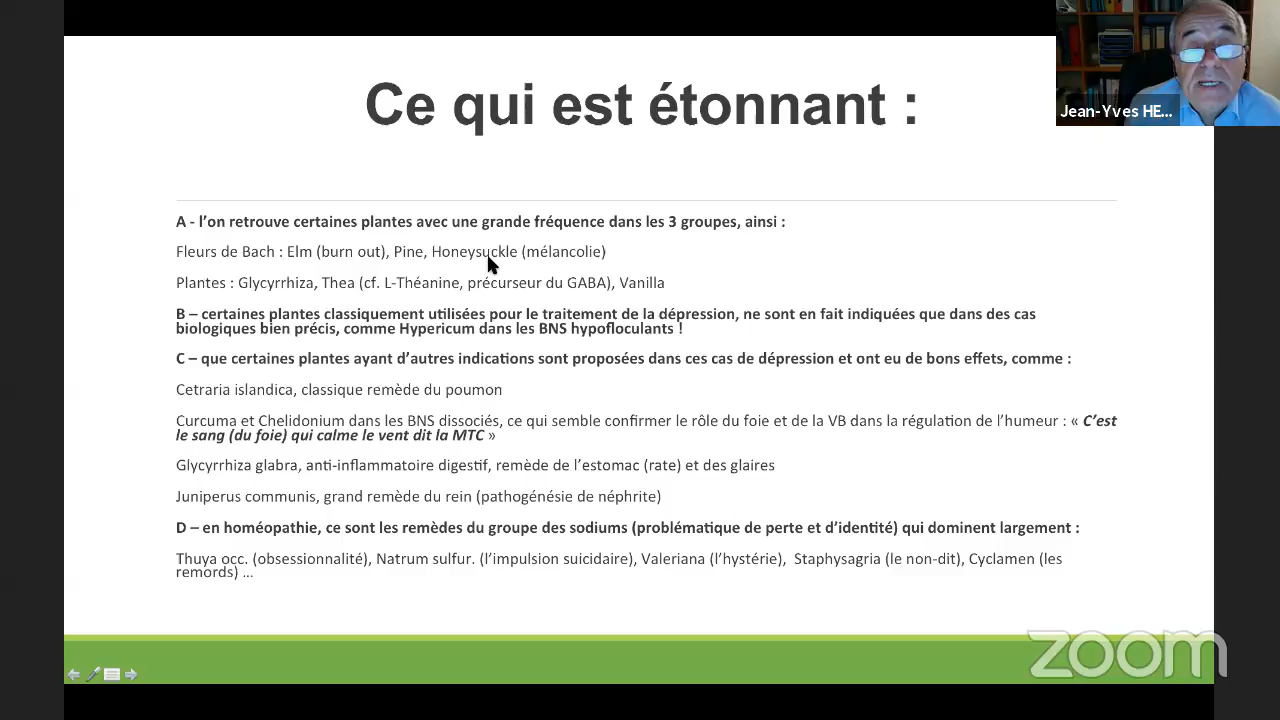 Ce qui est étonnant :
Jean-Yves HE...
A - l'on retrouve certaines plantes avec une grande fréquence dans les 3 groupes, ainsi :
Fleurs de Bach : Elm (burn out), Pine, Honeysuckle (mélancolie)
Plantes : Glycyrrhiza, Thea (cf. L-Théanine, précurseur du GABA), Vanilla
B – certaines plantes classiquement utilisées pour le traitement de la dépression, ne sont en fait indiquées que dans des cas
biologiques bien précis, comme Hypericum dans les BNS hypofloculants !
C – que certaines plantes ayant d'autres indications sont proposées dans ces cas de dépression et ont eu de bons effets, comme :
Cetraria islandica, classique remède du poumon
Curcuma et Chelidonium dans les BNS dissociés, ce qui semble confirmer le rôle du foie et de la VB dans la régulation de l'humeur : « C'est
le sang (du foie) qui calme le vent dit la MTC »
Glycyrrhiza glabra, anti-inflammatoire digestif, remède de l'estomac (rate) et des glaires
Juniperus communis, grand remède du rein (pathogénésie de néphrite)
D – en homéopathie, ce sont les remèdes du groupe des sodiums (problématique de perte et d'identité) qui dominent largement :
Thuya occ. (obsessionnalité), Natrum sulfur. (l'impulsion suicidaire), Valeriana (l'hystérie),  Staphysagria (le non-dit), Cyclamen (les
remords) ...
zoom